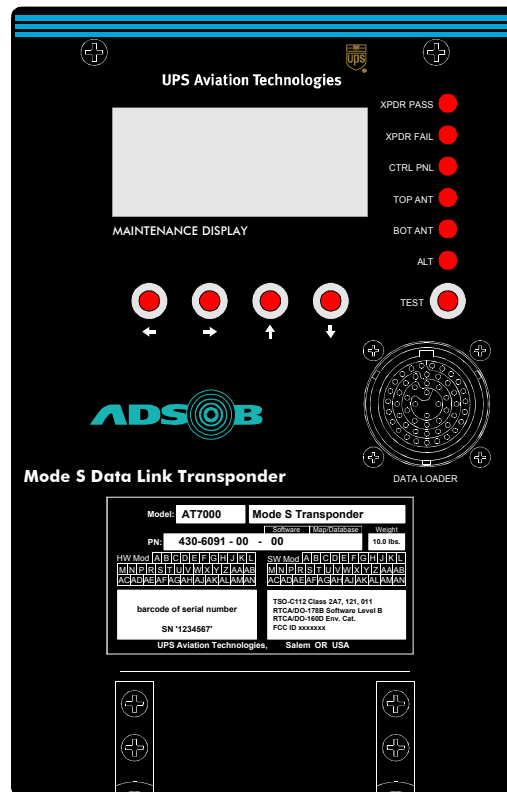 ups
UPS Aviation Technologies
XPDR PASS
XPDR FAIL
CTRL PNL
TOP ANT
BOT ANT
ALT
MAINTENANCE DISPLAY
TEST
ADS B
Mode S Data Link Transponder
DATA LOADER
Model: AT7000 Mode S Transponder
Software Map/Database Weight
PN: 430-6091 - 00 - 00 10.0 lbs.
HW Mod A B C D E F G H J K L
M N P R S T U V W X Y Z AA AB
AC AD AE AF AG AH AJ AK AL AM AN
SW Mod A B C D E F G H J K L
M N P R S T U V W X Y Z AA AB
AC AD AE AF AG AH AJ AK AL AM AN
barcode of serial number
SN '1234567'
TSO-C112 Class 2A7, 121, 011
RTCA/DO-178B Software Level B
RTCA/DO-160D Env. Cat.
FCC ID xxxxxxx
UPS Aviation Technologies, Salem OR USA